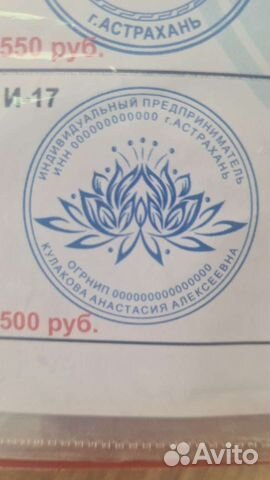 г.АСТРАХАНЬ
550 руб.
И-17
ИНДИВИДУАЛЬНЫЙ ПРЕДПРИНИМАТЕЛЬ
ИНН 000000000000 г.АСТРАХАНЬ
ОГРНИП 000000000000000
КУЛАКОВА АНАСТАСИЯ АЛЕКСЕЕВНА
500 руб.
Avito